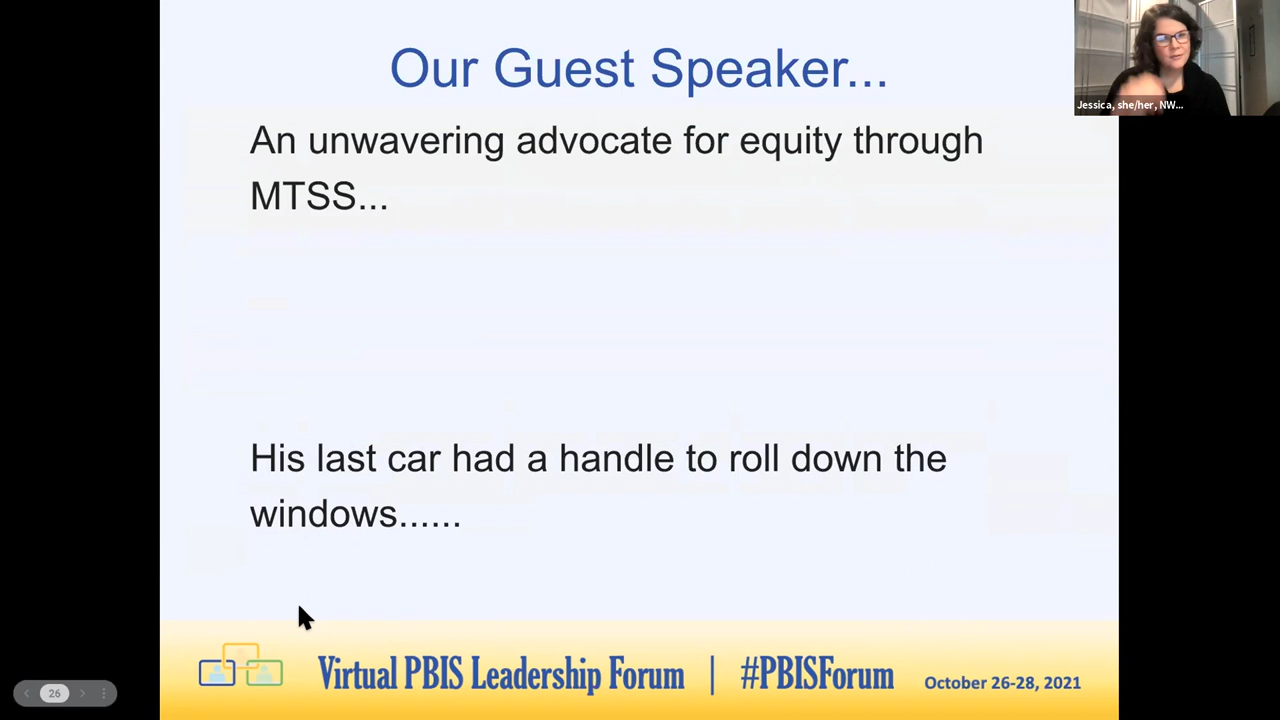 Our Guest Speaker...
Jessica, she/her, NW...
An unwavering advocate for equity through
MTSS...
His last car had a handle to roll down the
windows......
Virtual PBIS Leadership Forum | #PBISForum October 26-28, 2021
26